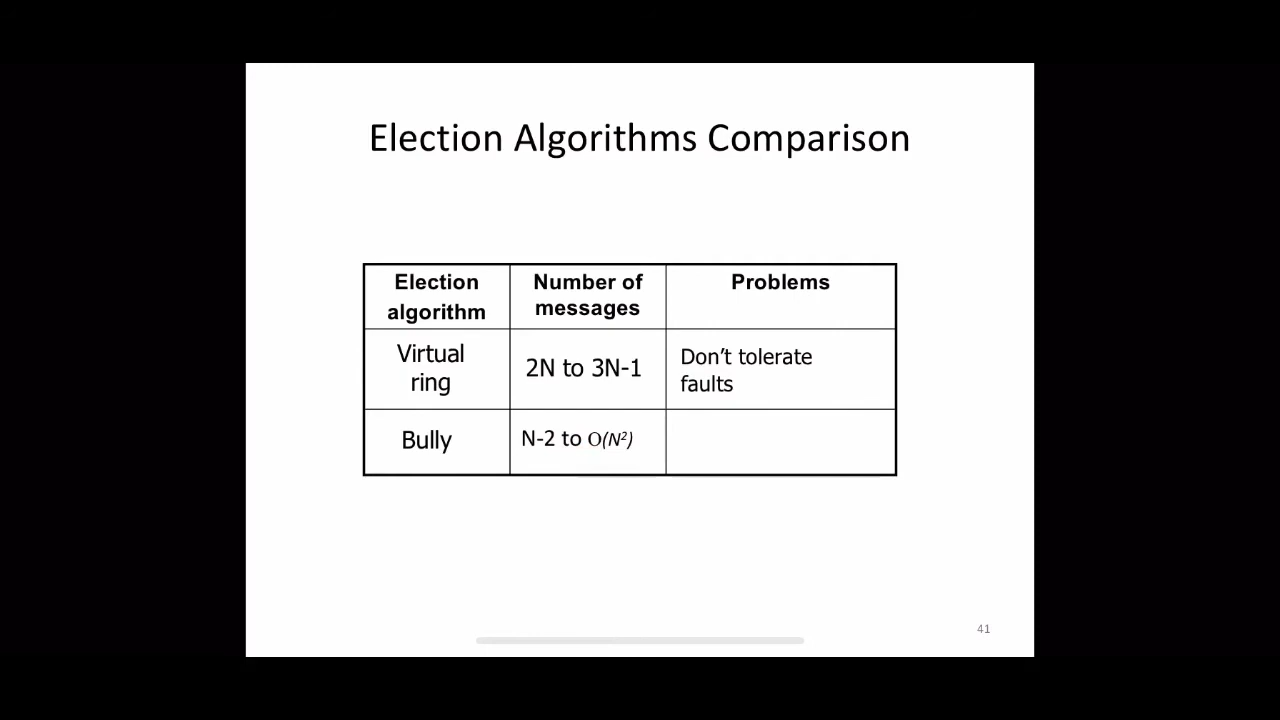 Election Algorithms Comparison
Election
algorithm
Number of
messages
Problems
Virtual
ring
2N to 3N-1
Don't tolerate
faults
Bully
N-2 to O(N²)
41